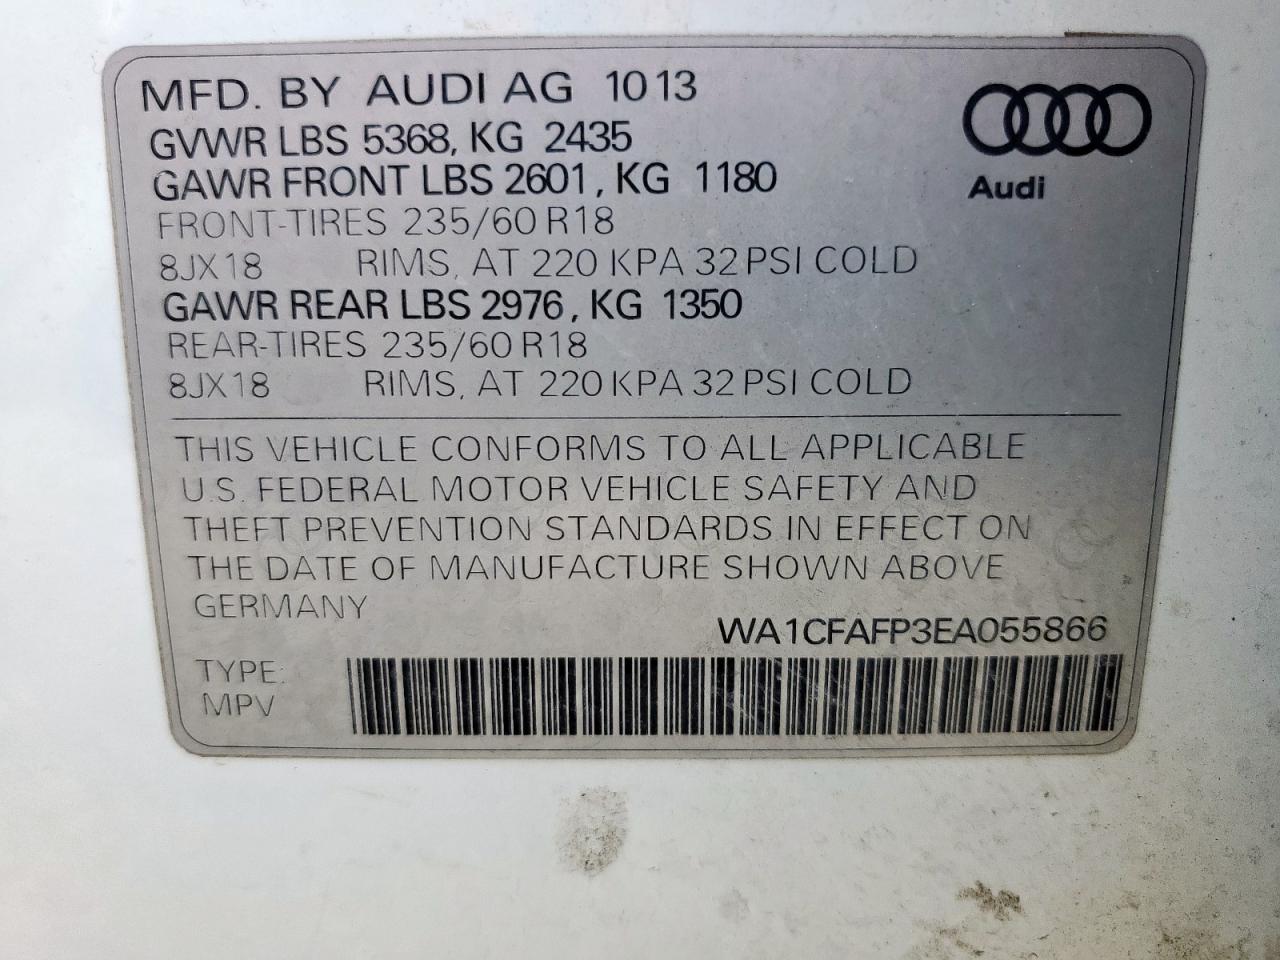 MFD. BY AUDI AG 10 13
GVWR LBS 5368, KG 2435
GAWR FRONT LBS 2601, KG 1180
FRONT-TIRES 235/60 R18
8JX18 RIMS, AT 220 KPA 32 PSI COLD
GAWR REAR LBS 2976, KG 1350
REAR-TIRES 235/60 R18
8JX18 RIMS, AT 220 KPA 32 PSI COLD
Audi
THIS VEHICLE CONFORMS TO ALL APPLICABLE
U.S. FEDERAL MOTOR VEHICLE SAFETY AND
THEFT PREVENTION STANDARDS IN EFFECT ON
THE DATE OF MANUFACTURE SHOWN ABOVE
GERMANY
WA1CFAFP3EA055866
TYPE:
MPV